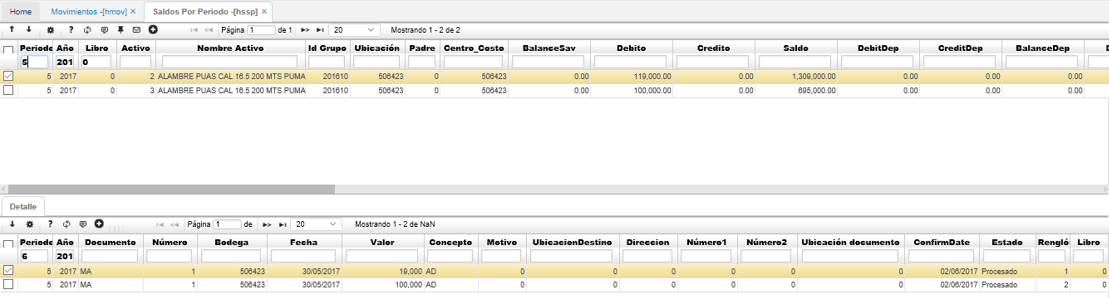 Home Movimientos -[hmov] × Saldos Por Periodo -[hssp] ×
Página 1 de 1 20 Mostrando 1 - 2 de 2
Periodo Año Libro Activo Nombre Activo Id Grupo Ubicación Padre Centro_Costo BalanceSav Debito Credito Saldo DebitDep CreditDep BalanceDep
5 201 0
5 2017 0 2 ALAMBRE PUAS CAL 16.5 200 MTS PUMA 201610 506423 0 506423 0.00 119,000.00 0.00 1,309,000.00 0.00 0.00 0.00
5 2017 0 3 ALAMBRE PUAS CAL 16.5 200 MTS PUMA 201610 506423 0 506423 0.00 100,000.00 0.00 695,000.00 0.00 0.00 0.00
Detalle
Página 1 de 20 Mostrando 1 - 2 de NaN
Periodo Año Documento Número Bodega Fecha Valor Concepto Motivo UbicacionDestino Direccion Número1 Número2 Ubicación documento ConfirmDate Estado Rengló Libro
6 201
5 2017 MA 1 506423 30/05/2017 19,000 AD 0 0 0 0 0 0 02/06/2017 Procesado 1 0
5 2017 MA 1 506423 30/05/2017 100,000 AD 0 0 0 0 0 0 02/06/2017 Procesado 2 0